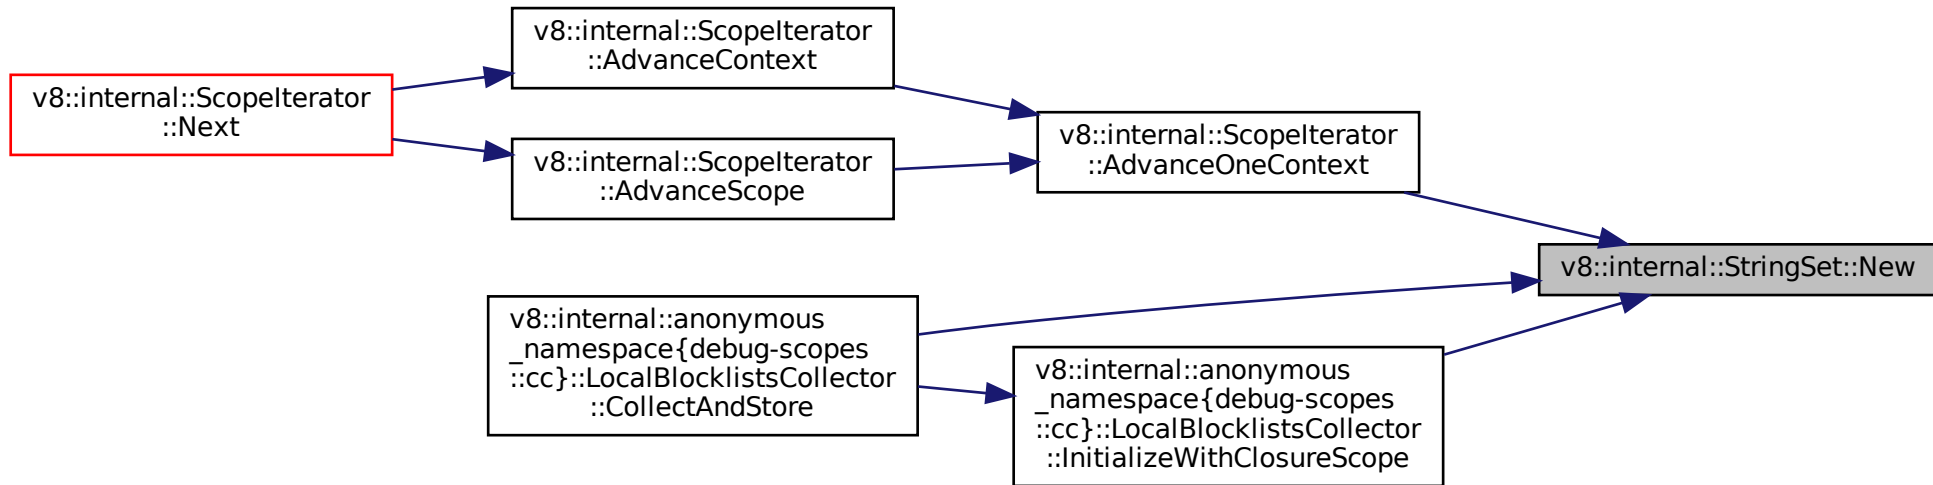 v8::internal::ScopeIterator
::Next
v8::internal::ScopeIterator
::AdvanceContext
v8::internal::ScopeIterator
::AdvanceScope
v8::internal::ScopeIterator
::AdvanceOneContext
v8::internal::StringSet::New
v8::internal::anonymous
_namespace{debug-scopes
::cc}::LocalBlocklistsCollector
::CollectAndStore
v8::internal::anonymous
_namespace{debug-scopes
::cc}::LocalBlocklistsCollector
::InitializeWithClosureScope